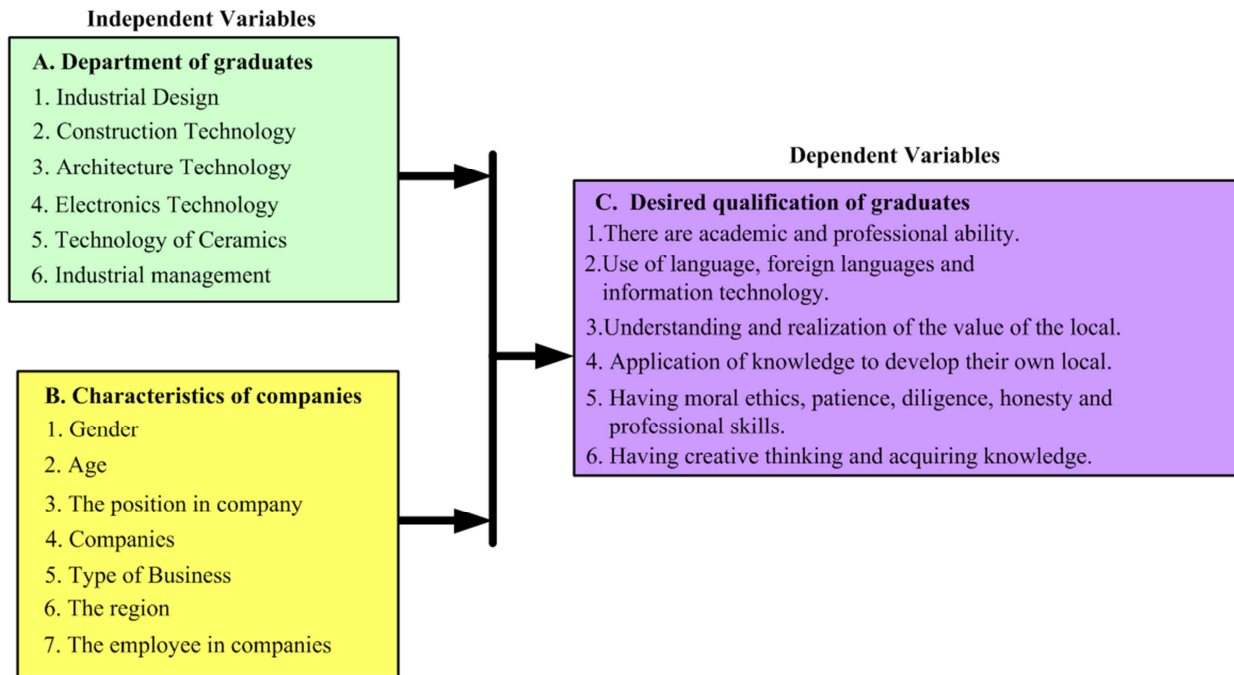 Independent Variables
A. Department of graduates
1. Industrial Design
2. Construction Technology
3. Architecture Technology
4. Electronics Technology
5. Technology of Ceramics
6. Industrial management
B. Characteristics of companies
1. Gender
2. Age
3. The position in company
4. Companies
5. Type of Business
6. The region
7. The employee in companies
Dependent Variables
C. Desired qualification of graduates
1.There are academic and professional ability.
2.Use of language, foreign languages and
information technology.
3.Understanding and realization of the value of the local.
4. Application of knowledge to develop their own local.
5. Having moral ethics, patience, diligence, honesty and
professional skills.
6. Having creative thinking and acquiring knowledge.